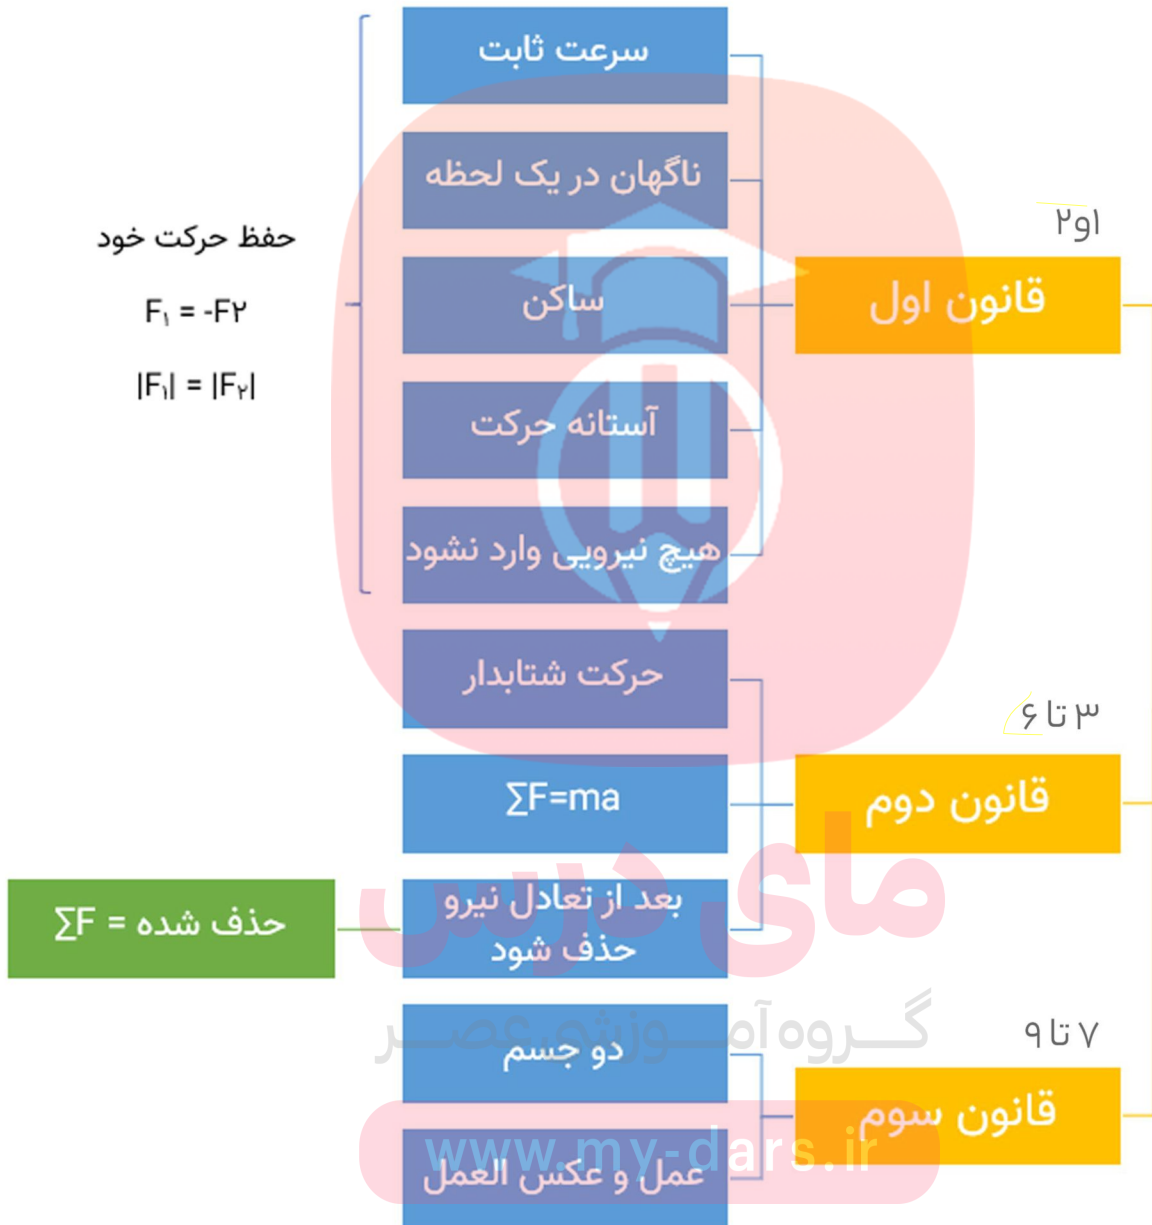 ۱و۲
قانون اول
سرعت ثابت
ناگهان در یک لحظه
ساکن
آستانه حرکت
هیچ نیرویی وارد نشود
حفظ حرکت خود
F۱ = -F۲
|F۱| = |F۲|
۳ تا ۶
قانون دوم
حرکت شتابدار
∑F=ma
بعد از تعادل نیرو
حذف شود
حذف شده = ∑F
۷ تا ۹
قانون سوم
دو جسم
عمل و عکس العمل
مای درس
گروه آموزشی عصر
www.my-dars.ir